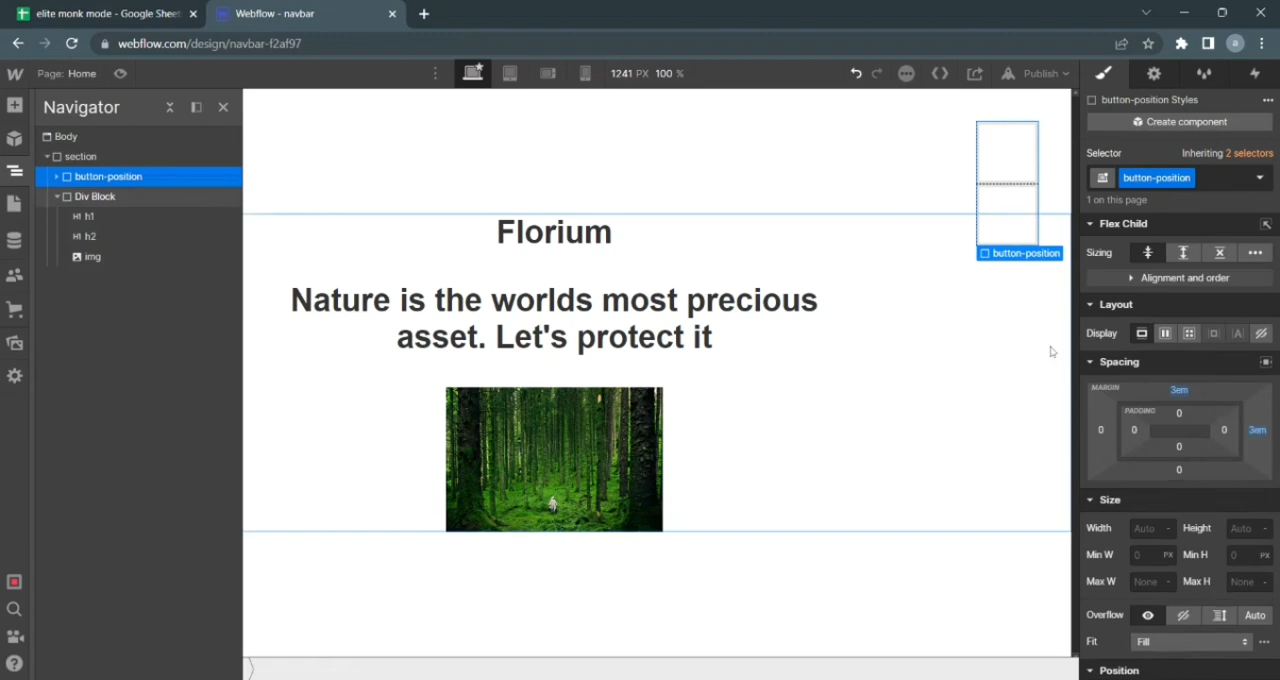 elite monk mode - Google Sheet
Webflow - navbar
webflow.com/design/navbar-f2af97
a
Page: Home
1241 PX 100 %
Publish
Navigator
Body
section
button-position
Div Block
H1 h1
H1 h2
img
Florium
Nature is the worlds most precious
asset. Let's protect it
button-position
button-position Styles
Create component
Selector
Inheriting 2 selectors
button-position
1 on this page
Flex Child
Sizing
Alignment and order
Layout
Display
A
Spacing
MARGIN
3em
PADDING
0
0
0
0
3em
0
0
Size
Width Auto - Height Auto -
Min W 0 PX Min H 0 PX
Max W None - Max H None -
Overflow Auto
Fit Fill
Position